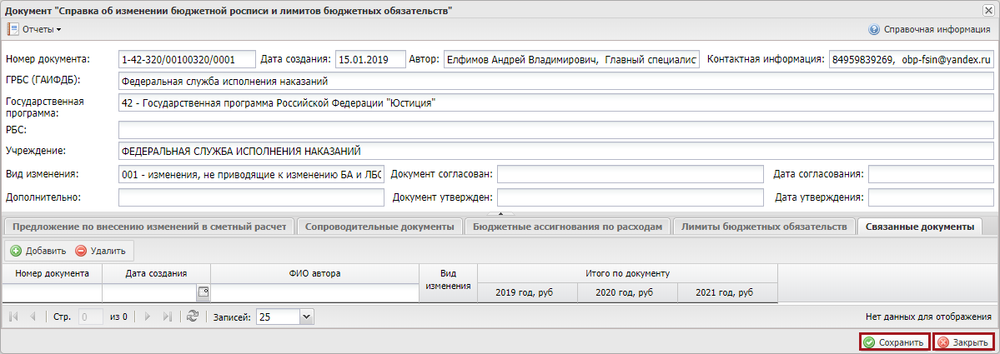 Документ "Справка об изменении бюджетной росписи и лимитов бюджетных обязательств"
Отчеты Справочная информация
Номер документа: 1-42-320/00100320/0001 Дата создания: 15.01.2019 Автор: Елфимов Андрей Владимирович, Главный специалис Контактная информация: 84959839269, obp-fsin@yandex.ru
ГРБС (ГАИФДБ): Федеральная служба исполнения наказаний
Государственная программа: 42 - Государственная программа Российской Федерации "Юстиция"
РБС:
Учреждение: ФЕДЕРАЛЬНАЯ СЛУЖБА ИСПОЛНЕНИЯ НАКАЗАНИЙ
Вид изменения: 001 - изменения, не приводящие к изменению БА и ЛБО Документ согласован: Дата согласования:
Дополнительно: Документ утвержден: Дата утверждения:
Предложение по внесению изменений в сметный расчет Сопроводительные документы Бюджетные ассигнования по расходам Лимиты бюджетных обязательств Связанные документы
Добавить Удалить
Номер документа Дата создания ФИО автора Вид изменения Итого по документу
2019 год, руб 2020 год, руб 2021 год, руб
Стр. 0 из 0 Записей: 25 Нет данных для отображения
Сохранить Закрыть